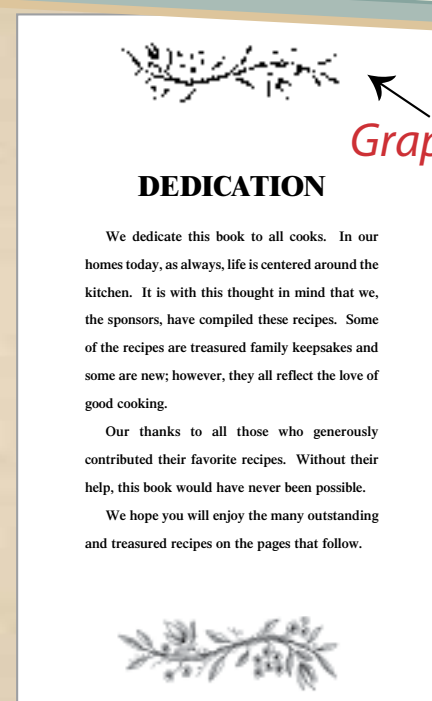 Grap
DEDICATION
We dedicate this book to all cooks. In our
homes today, as always, life is centered around the
kitchen. It is with this thought in mind that we,
the sponsors, have compiled these recipes. Some
of the recipes are treasured family keepsakes and
some are new; however, they all reflect the love of
good cooking.
Our thanks to all those who generously
contributed their favorite recipes. Without their
help, this book would have never been possible.
We hope you will enjoy the many outstanding
and treasured recipes on the pages that follow.